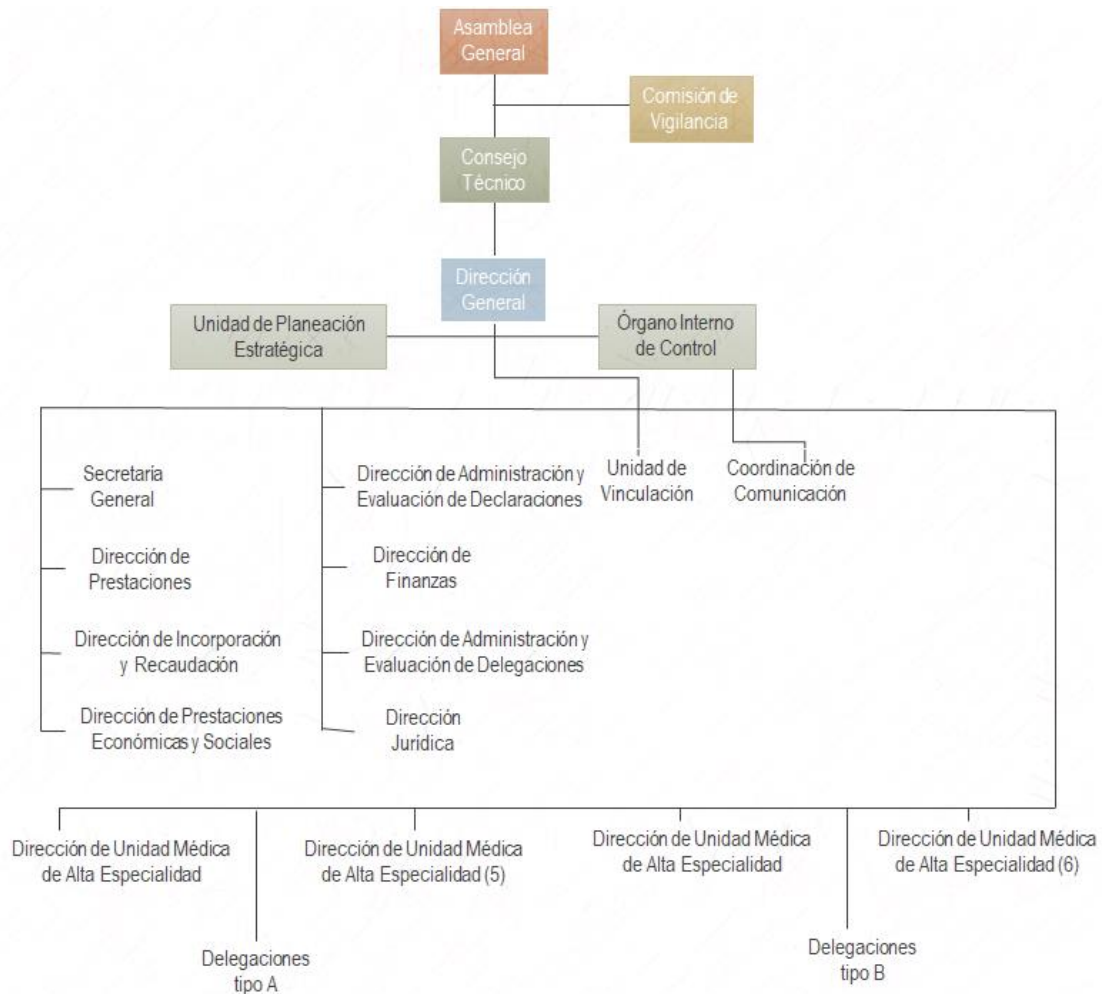 Asamblea
General
Comisión de
Vigilancia
Consejo
Técnico
Dirección
General
Unidad de Planeación
Estratégica
Órgano Interno
de Control
Secretaria
General
Dirección de Administración y
Evaluación de Declaraciones
Unidad de
Vinculación
Coordinación de
Comunicación
Dirección de
Prestaciones
Dirección de
Finanzas
Dirección de Incorporación
y Recaudación
Dirección de Administración y
Evaluación de Delegaciones
Dirección de Prestaciones
Económicas y Sociales
Dirección
Jurídica
Dirección de Unidad Médica
de Alta Especialidad
Dirección de Unidad Médica
de Alta Especialidad (5)
Dirección de Unidad Médica
de Alta Especialidad
Dirección de Unidad Médica
de Alta Especialidad (6)
Delegaciones
tipo A
Delegaciones
tipo B